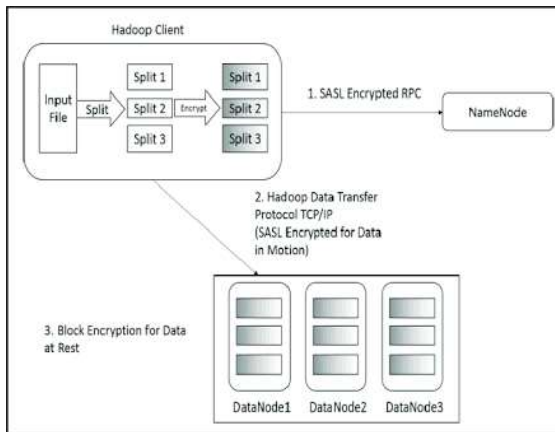 Hadoop Client
Input
File
Split
Split 1
Split 2
Split 3
Encrypt
Split 1
Split 2
Split 3
1. SASL Encrypted RPC
NameNode
2. Hadoop Data Transfer
Protocol TCP/IP
(SASL Encrypted for Data
in Motion)
3. Block Encryption for Data
at Rest
DataNode1
DataNode2
DataNode3